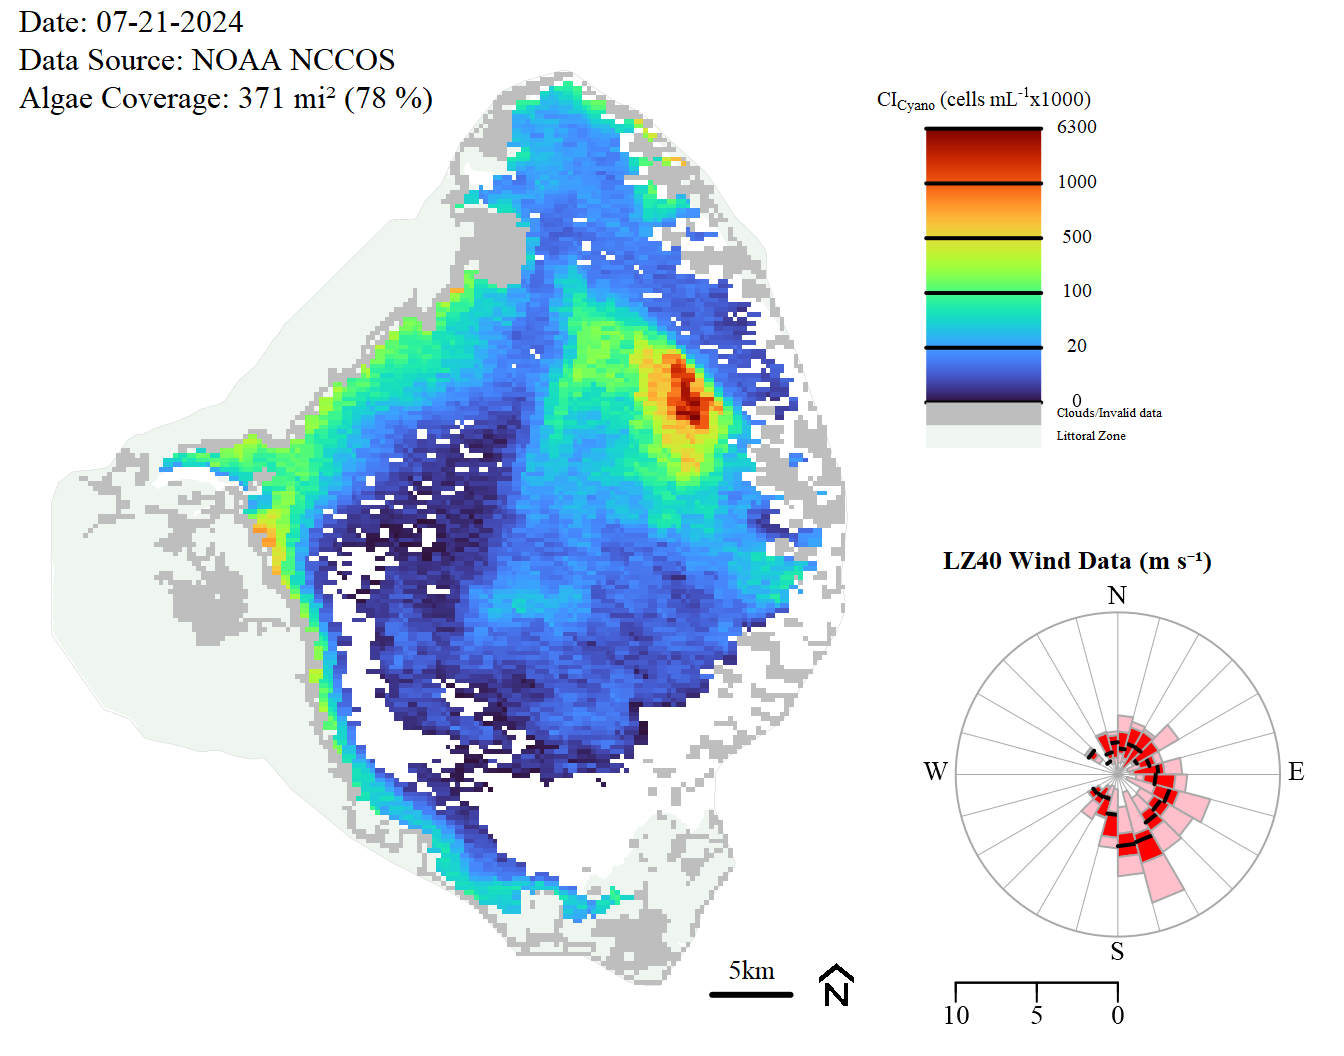 Date: 07-21-2024
Data Source: NOAA NCCOS
Algae Coverage: 371 mi² (78 %)
CI_Cyano (cells mL⁻¹x1000)
6300
1000
500
100
20
0
Clouds/Invalid data
Littoral Zone
LZ40 Wind Data (m s⁻¹)
N
W
E
S
5km
N
10 5 0